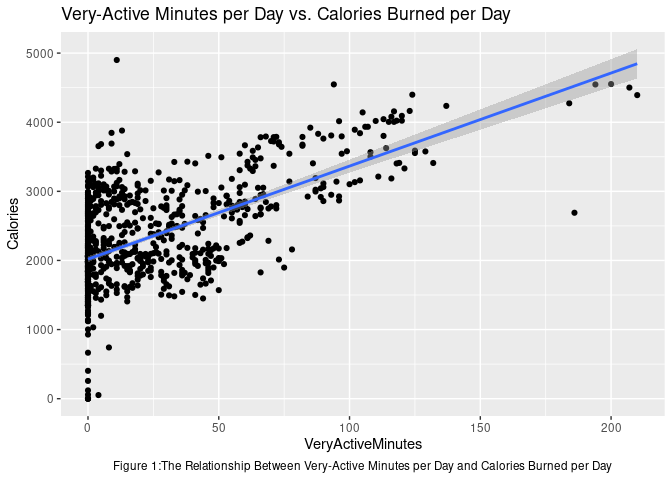 Very-Active Minutes per Day vs. Calories Burned per Day
5000
4000
3000
2000
1000
0
Calories
0 50 100 150 200
VeryActiveMinutes
Figure 1:The Relationship Between Very-Active Minutes per Day and Calories Burned per Day